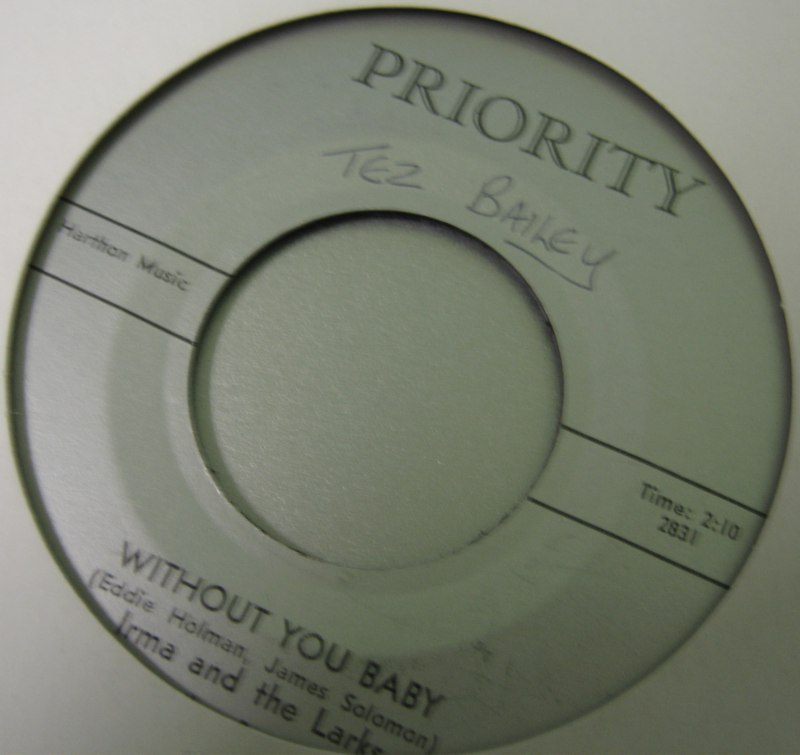 PRIORITY
TEZ BAILEY
Harthon Music
Time: 2:10
2831
WITHOUT YOU BABY
(Eddie Holman, James Solomon)
Irma and the Larks